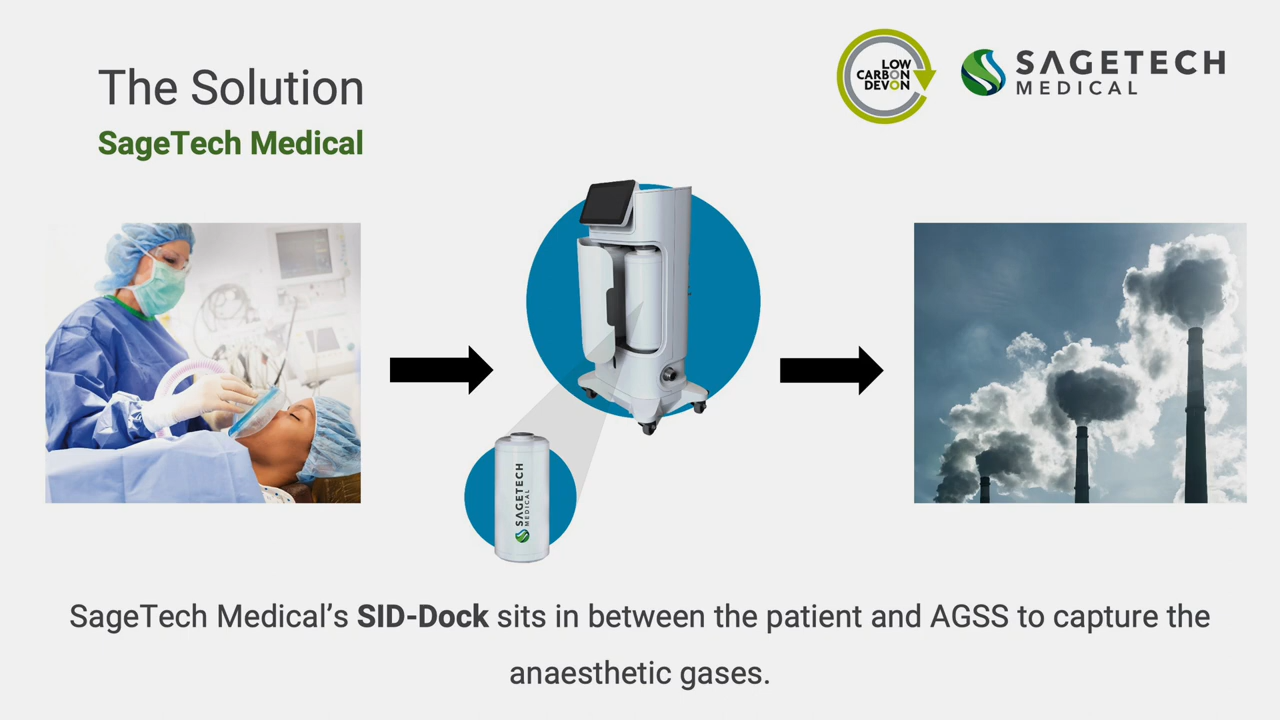 The Solution
SageTech Medical
LOW
CARBON
DEVON
SAGETECH
MEDICAL
SAGETECH
MEDICAL
SageTech Medical’s SID-Dock sits in between the patient and AGSS to capture the
anaesthetic gases.